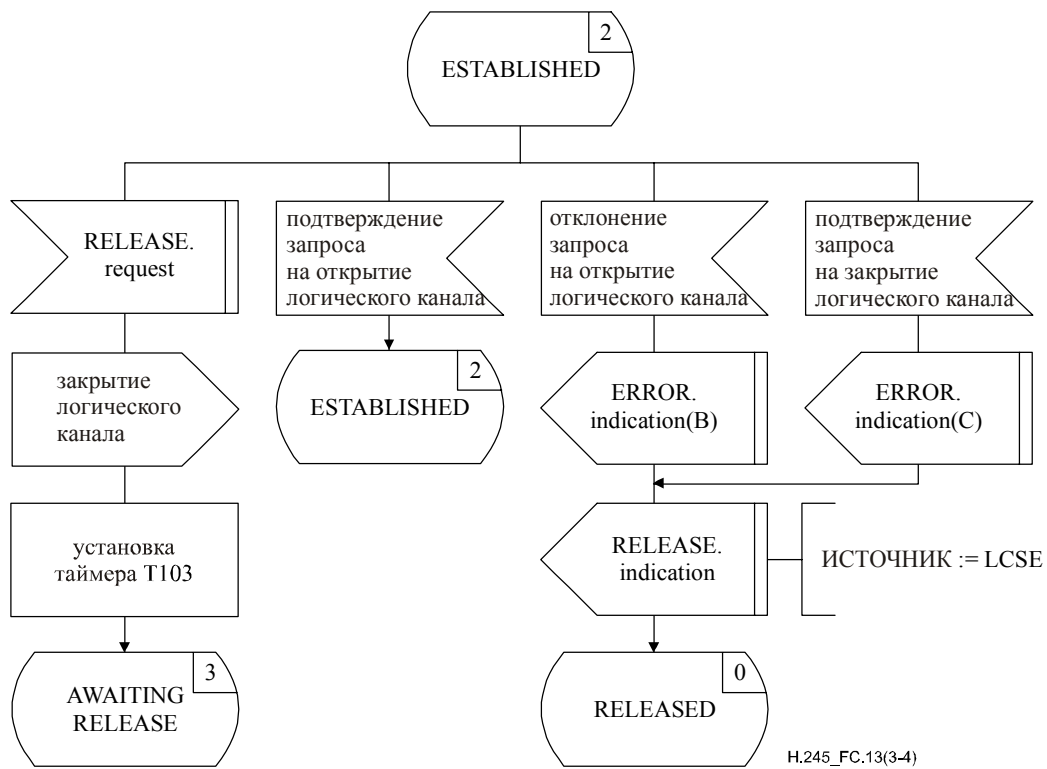 2
ESTABLISHED
RELEASE.
request
подтверждение
запроса
на открытие
логического канала
отклонение
запроса
на открытие
логического канала
подтверждение
запроса
на закрытие
логического канала
закрытие
логического
канала
2
ESTABLISHED
ERROR.
indication(B)
ERROR.
indication(C)
установка
таймера T103
RELEASE.
indication
ИСТОЧНИК := LCSE
3
AWAITING
RELEASE
0
RELEASED
H.245_FC.13(3-4)